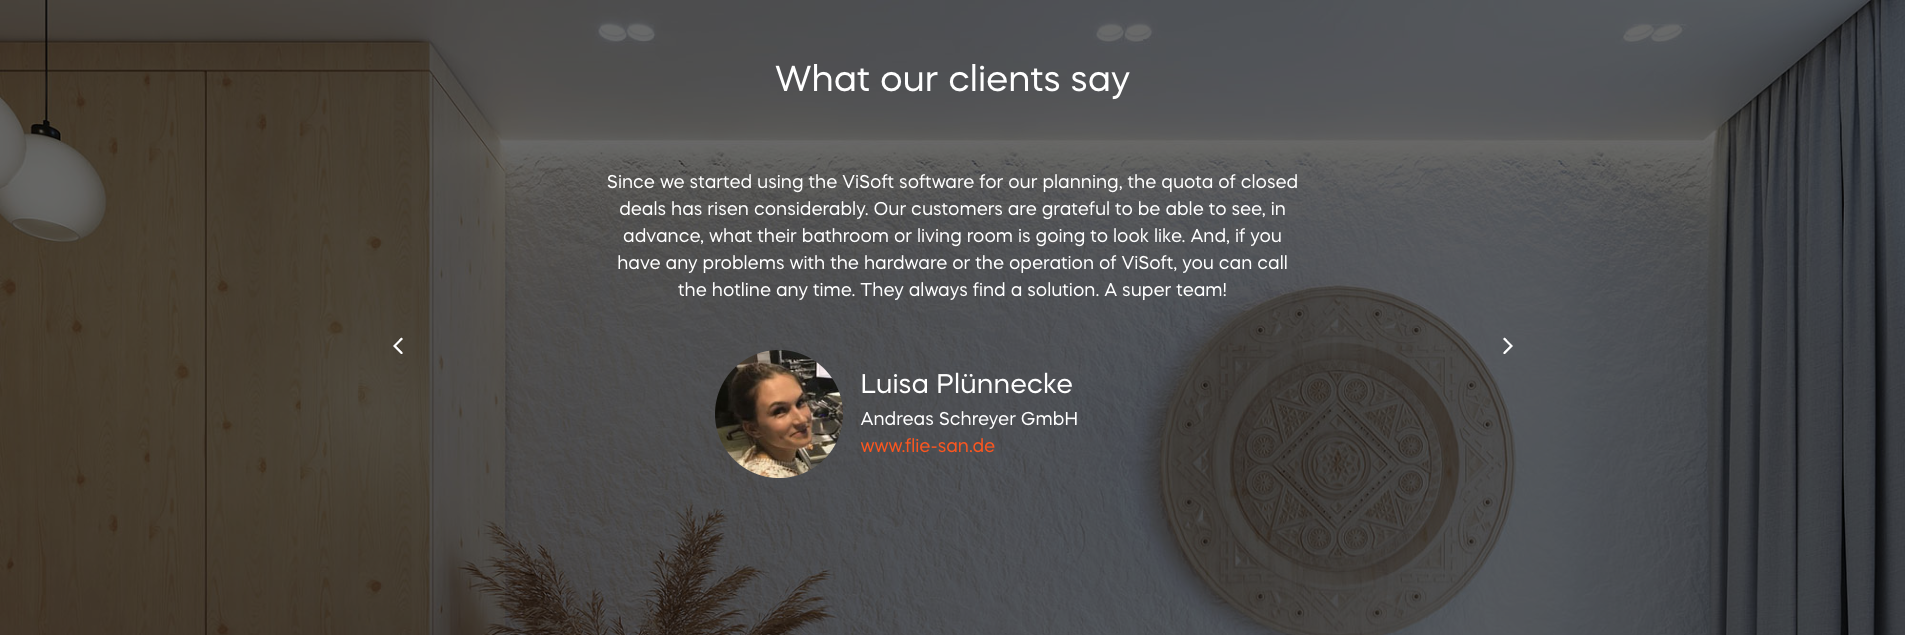 What our clients say
Since we started using the ViSoft software for our planning, the quota of closed
deals has risen considerably. Our customers are grateful to be able to see, in
advance, what their bathroom or living room is going to look like. And, if you
have any problems with the hardware or the operation of ViSoft, you can call
the hotline any time. They always find a solution. A super team!
Luisa Plünnecke
Andreas Schreyer GmbH
www.flie-san.de